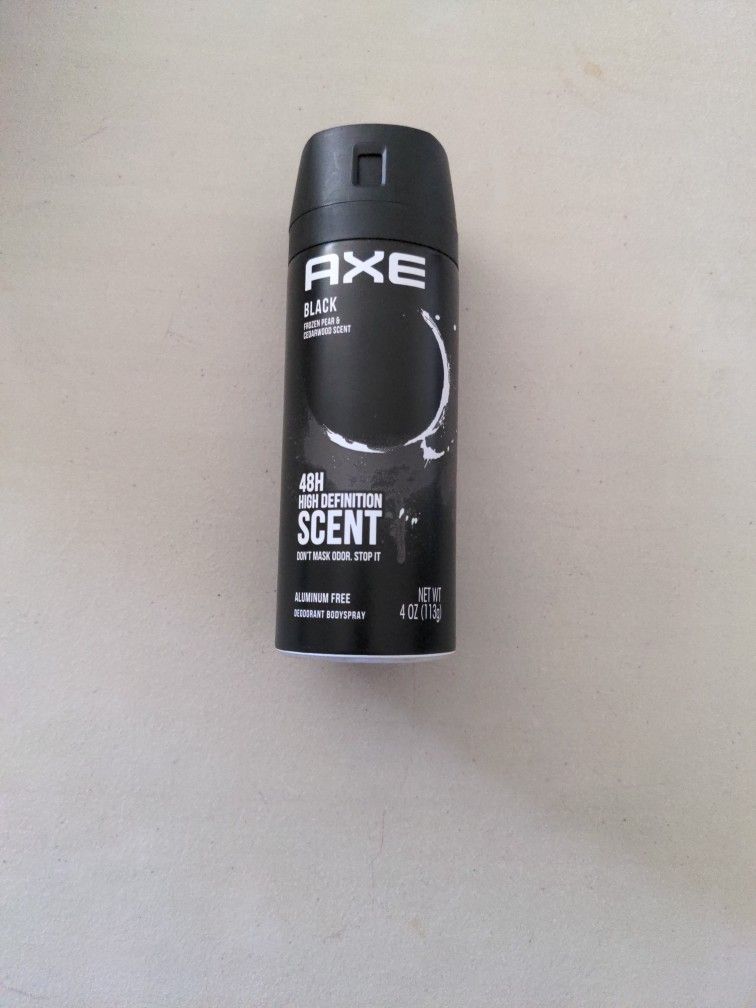 AXE
BLACK
FROZEN PEAR &
CEDARWOOD SCENT
48H
HIGH DEFINITION
SCENT
DON'T MASK ODOR. STOP IT
ALUMINUM FREE
DEODORANT BODYSPRAY
NET WT
4 OZ (113g)